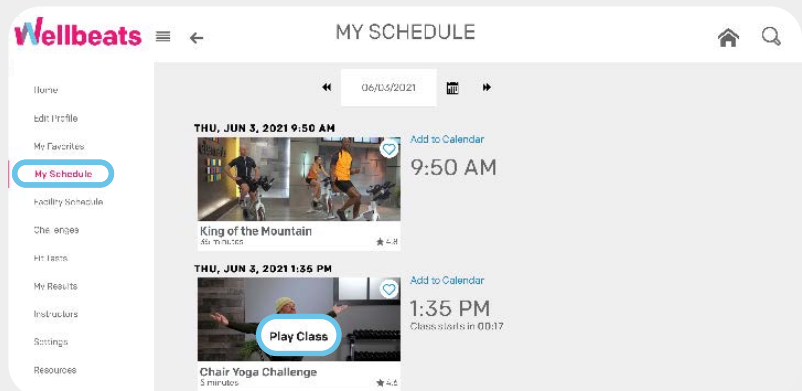 Wellbeats
MY SCHEDULE
06/03/2021
Home
Edit Profile
My Favorites
My Schedule
Facility Schedule
Challenges
Fit Tests
My Results
Instructors
Settings
Resources
THU, JUN 3, 2021 9:50 AM
Add to Calendar
9:50 AM
King of the Mountain
35 minutes
4.8
THU, JUN 3, 2021 1:35 PM
Add to Calendar
1:35 PM
Class starts in 00:17
Play Class
Chair Yoga Challenge
5 minutes
4.6